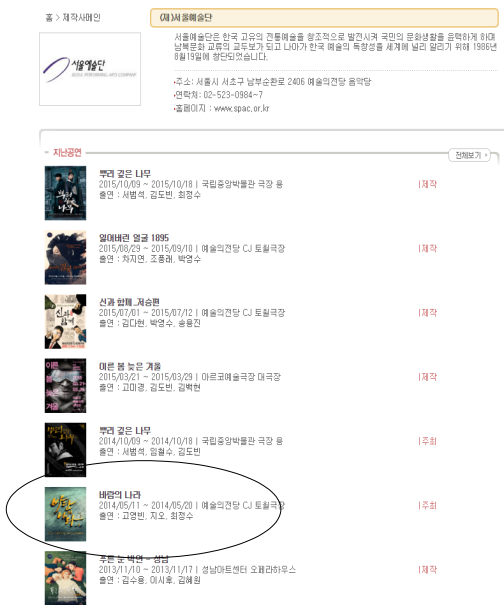 홈 > 제작사메인
(재)서울예술단
서울예술단
SEOUL PERFORMING ARTS COMPANY
서울예술단은 한국 고유의 전통예술을 창조적으로 발전시켜 국민의 문화생활을 윤택하게 하며
남북문화 교류의 교두보가 되고 나아가 한국 예술의 독창성을 세계에 널리 알리기 위해 1986년
8월19일에 창단되었습니다.
•주소: 서울시 서초구 남부순환로 2406 예술의전당 음악당
•연락처: 02-523-0984~7
•홈페이지 : www.spac.or.kr
- 지난공연
전체보기
뿌리 깊은 나무
2015/10/09 ~ 2015/10/18 | 국립중앙박물관 극장 용
|제작
출연 : 서범석, 김도빈, 최정수
잃어버린 얼굴 1895
2015/08/29 ~ 2015/09/10 | 예술의전당 CJ 토월극장
|제작
출연 : 차지연, 조풍래, 박영수
신과 함께_저승편
2015/07/01 ~ 2015/07/12 | 예술의전당 CJ 토월극장
|제작
출연 : 김다현, 박영수, 송용진
이른 봄 늦은 겨울
2015/03/21 ~ 2015/03/29 | 아르코예술극장 대극장
|제작
출연 : 고미경, 김도빈, 김백현
뿌리 깊은 나무
2014/10/09 ~ 2014/10/18 | 국립중앙박물관 극장 용
|주최
출연 : 서범석, 임철수, 김도빈
바람의 나라
2014/05/11 ~ 2014/05/20 | 예술의전당 CJ 토월극장
|주최
출연 : 고영빈, 지오, 최정수
푸른 눈 박연 - 성남
2013/11/10 ~ 2013/11/17 | 성남아트센터 오페라하우스
|제작
출연 : 김수용, 이시후, 김혜원